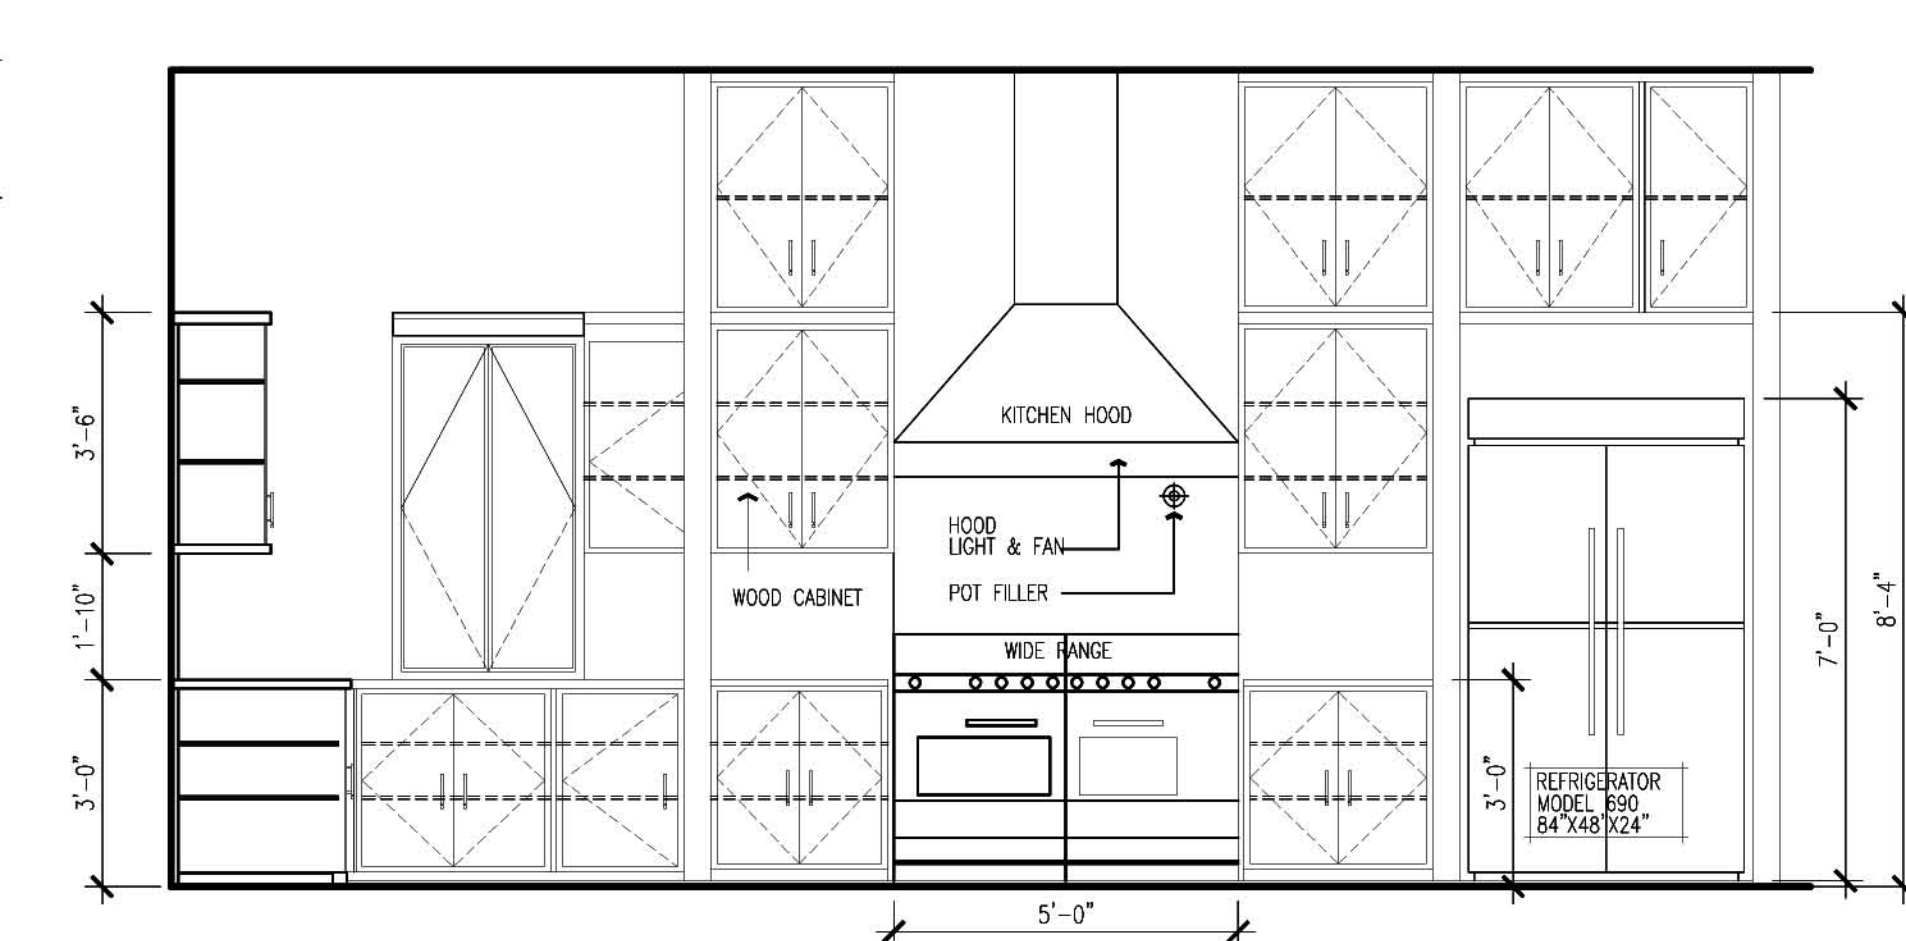 KITCHEN HOOD
HOOD
LIGHT & FAN
POT FILLER
WOOD CABINET
WIDE RANGE
REFRIGERATOR
MODEL 690
84"X48'X24"
3'-6"
1'-10"
3'-0"
5'-0"
3'-0"
7'-0"
8'-4"